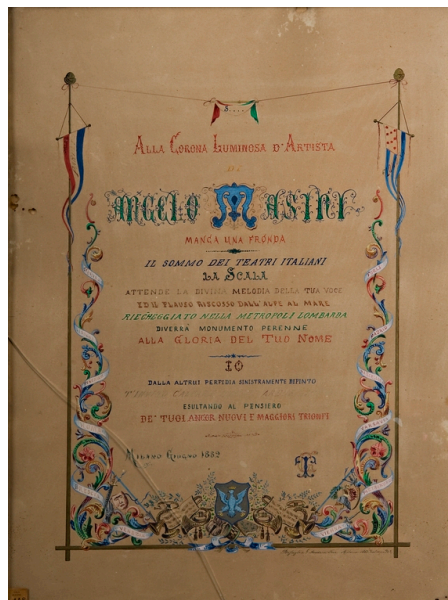 ALLA CORONA LUMINOSA D'ARTISTA
DI
ANGELO MASINI
MANCA UNA FRONDA
IL SOMMO DEI TEATRI ITALIANI
LA SCALA
ATTENDE LA DIVINA MELODIA DELLA TUA VOCE
ED IL PLAUSO RISCOSSO DALL'ALPE AL MARE
RIECHEGGIATO NELLA METROPOLI LOMBARDA
DIVERRÀ MONUMENTO PERENNE
ALLA GLORIA DEL TUO NOME
IO
DALLA ALTRUI PERFIDIA SINISTRAMENTE DIPINTO
ESULTANDO AL PENSIERO
DE' TUOI ANCOR NUOVI E MAGGIORI TRIONFI
MILANO GIUGNO 1882